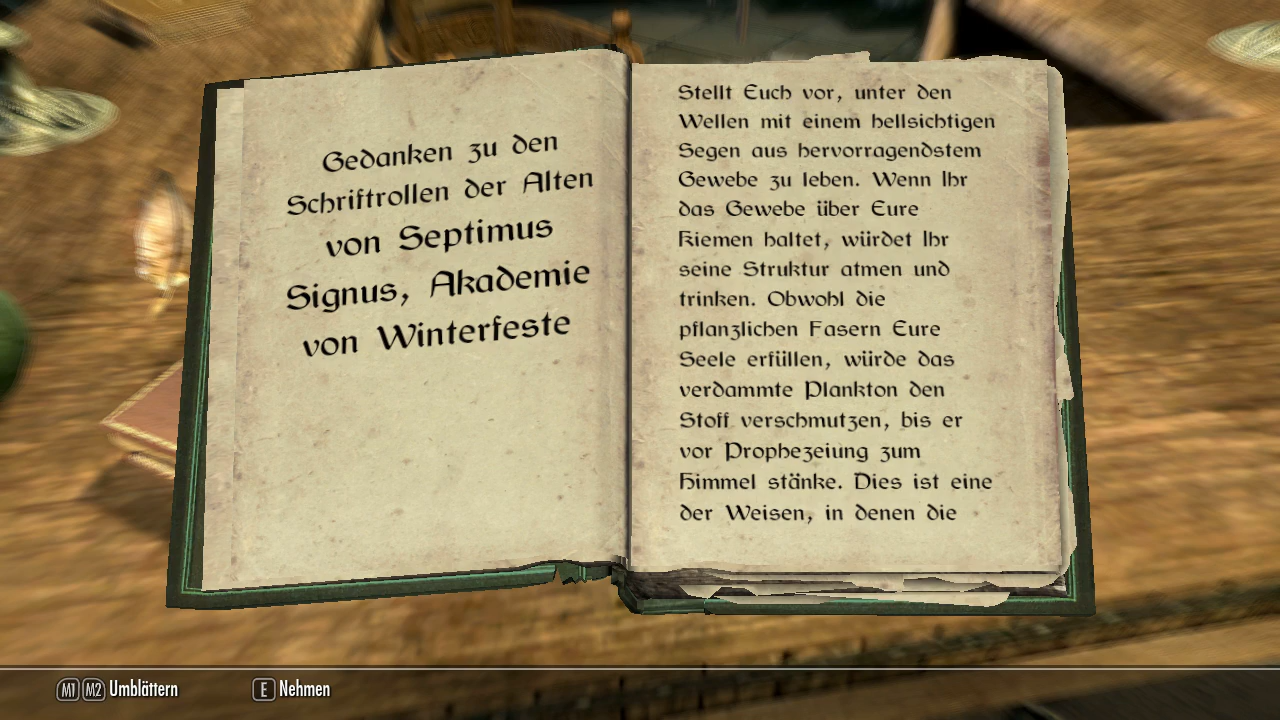 Gedanken zu den
Schriftrollen der Alten
von Septimus
Signus, Akademie
von Winterfeste
Stellt Euch vor, unter den
Wellen mit einem hellsichtigen
Segen aus hervorragendstem
Gewebe zu leben. Wenn Ihr
das Gewebe über Eure
Kiemen haltet, würdet Ihr
seine Struktur atmen und
trinken. Obwohl die
pflanzlichen Fasern Eure
Seele erfüllen, würde das
verdammte Plankton den
Stoff verschmutzen, bis er
vor Prophezeiung zum
Himmel stänke. Dies ist eine
der Weisen, in denen die
M1 M2 Umblättern
E Nehmen